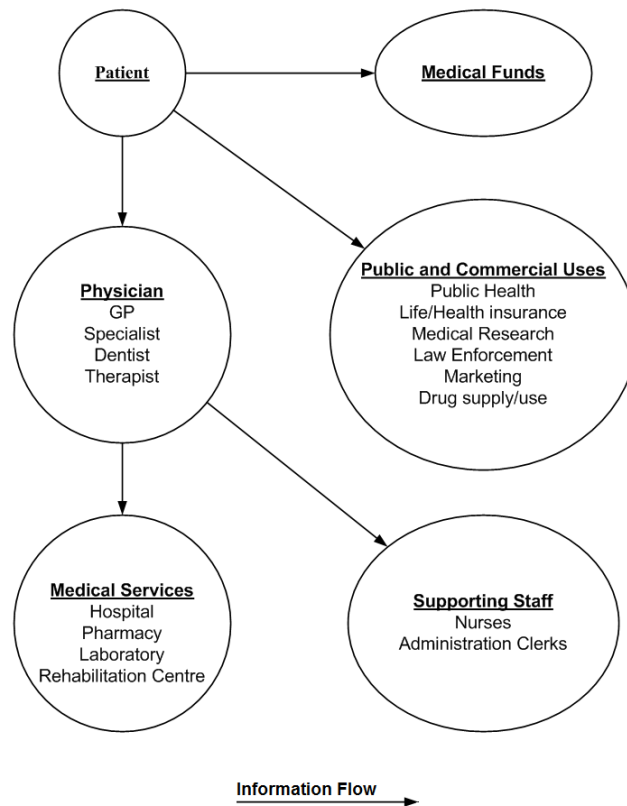 Patient
Medical Funds
Physician
GP
Specialist
Dentist
Therapist
Public and Commercial Uses
Public Health
Life/Health insurance
Medical Research
Law Enforcement
Marketing
Drug supply/use
Medical Services
Hospital
Pharmacy
Laboratory
Rehabilitation Centre
Supporting Staff
Nurses
Administration Clerks
Information Flow